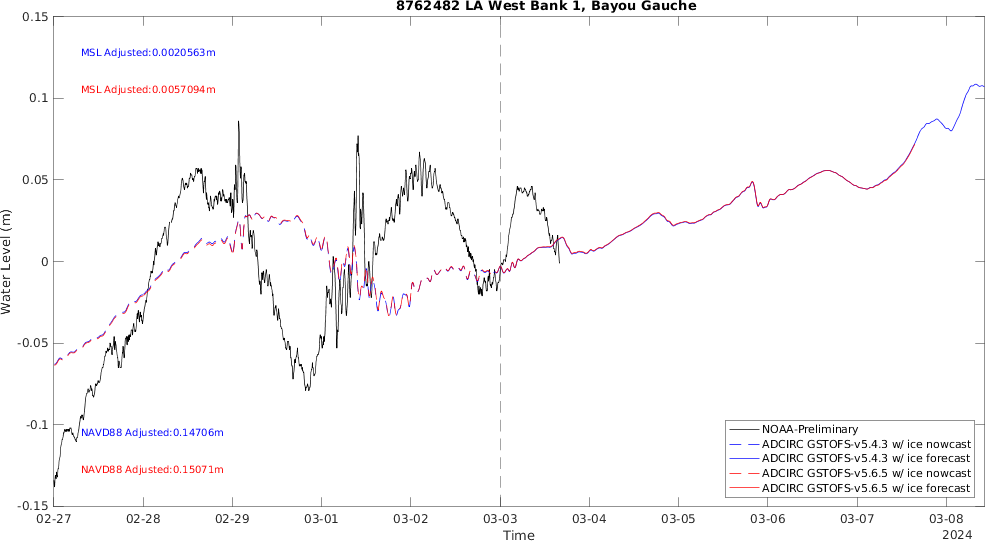 8762482 LA West Bank 1, Bayou Gauche
0.15
MSL Adjusted:0.0020563m
MSL Adjusted:0.0057094m
0.1
0.05
0
-0.05
-0.1
-0.15
Water Level (m)
NAVD88 Adjusted:0.14706m
NAVD88 Adjusted:0.15071m
NOAA-Preliminary
ADCIRC GSTOFS-v5.4.3 w/ ice nowcast
ADCIRC GSTOFS-v5.4.3 w/ ice forecast
ADCIRC GSTOFS-v5.6.5 w/ ice nowcast
ADCIRC GSTOFS-v5.6.5 w/ ice forecast
02-27 02-28 02-29 03-01 03-02 03-03 03-04 03-05 03-06 03-07 03-08
Time
2024